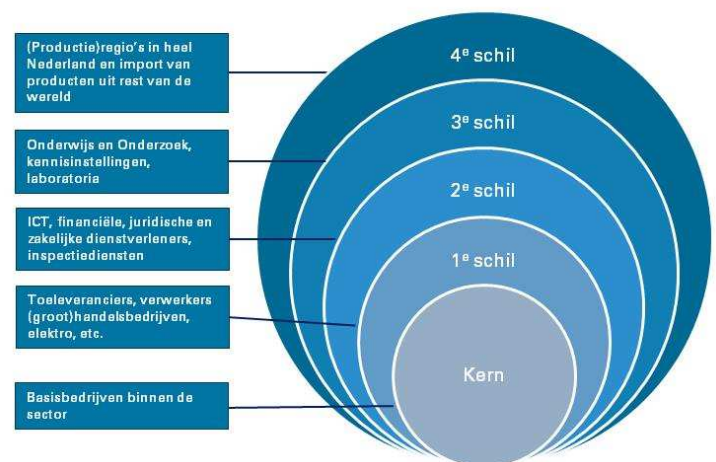 (Productie)regio's in heel
Nederland en import van
producten uit rest van de
wereld
Onderwijs en Onderzoek,
kennisinstellingen,
laboratoria
ICT, financiële, juridische en
zakelijke dienstverleners,
inspectiediensten
Toeleveranciers, verwerkers
(groot)handelsbedrijven,
elektro, etc.
Basisbedrijven binnen de
sector
4e schil
3e schil
2e schil
1e schil
Kern